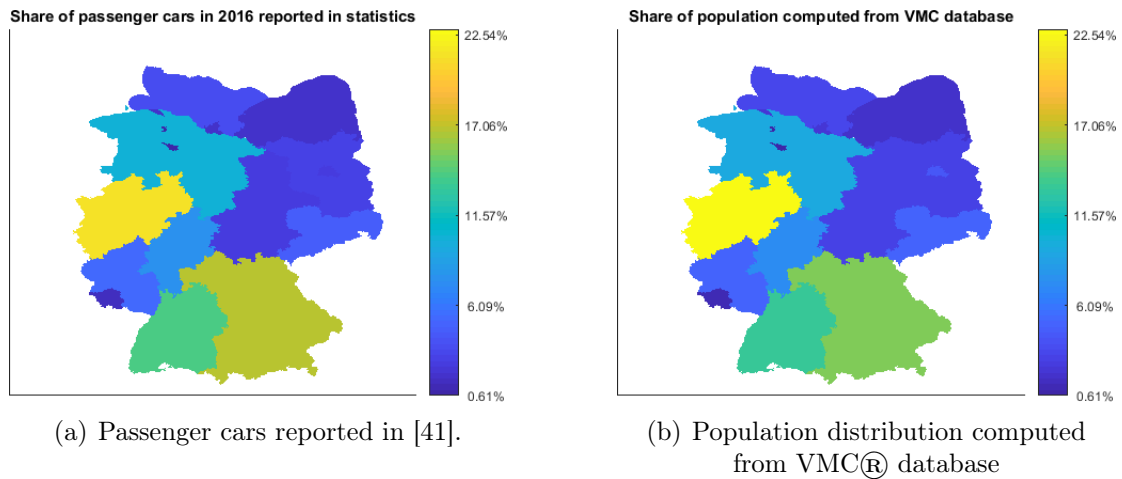 Share of passenger cars in 2016 reported in statistics
22.54%
17.06%
11.57%
6.09%
0.61%
(a) Passenger cars reported in [41].
Share of population computed from VMC database
22.54%
17.06%
11.57%
6.09%
0.61%
(b) Population distribution computed
from VMC® database